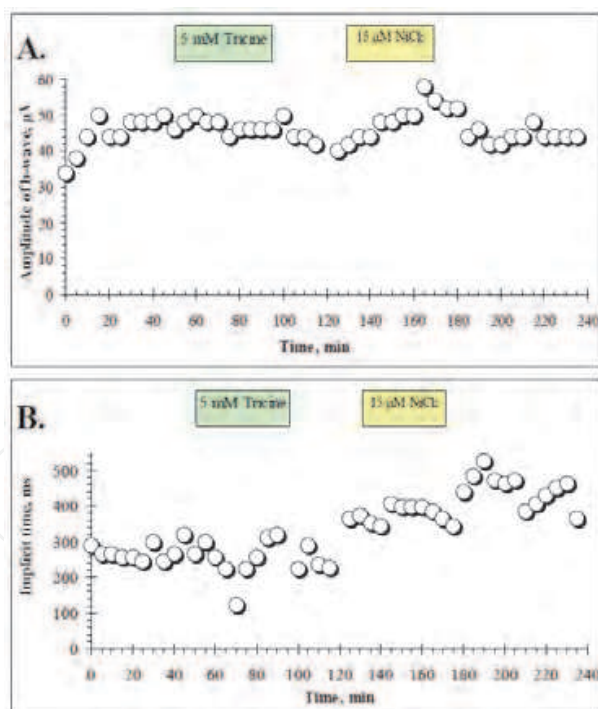 A.
5 mM Tricine
15 µM NiCl₂
60
50
40
30
20
10
0
Amplitude of b-wave, µV
0 20 40 60 80 100 120 140 160 180 200 220 240
Time, min
B.
5 mM Tricine
15 µM NiCl₂
500
400
300
200
100
0
Implicit time, ms
0 20 40 60 80 100 120 140 160 180 200 220 240
Time, min